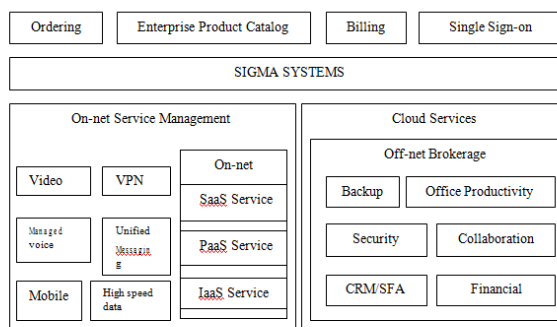 Ordering
Enterprise Product Catalog
Billing
Single Sign-on
SIGMA SYSTEMS
On-net Service Management
Video
VPN
Managed
voice
Unified
Messagin
g
Mobile
High speed
data
On-net
SaaS Service
PaaS Service
IaaS Service
Cloud Services
Off-net Brokerage
Backup
Office Productivity
Security
Collaboration
CRM/SFA
Financial